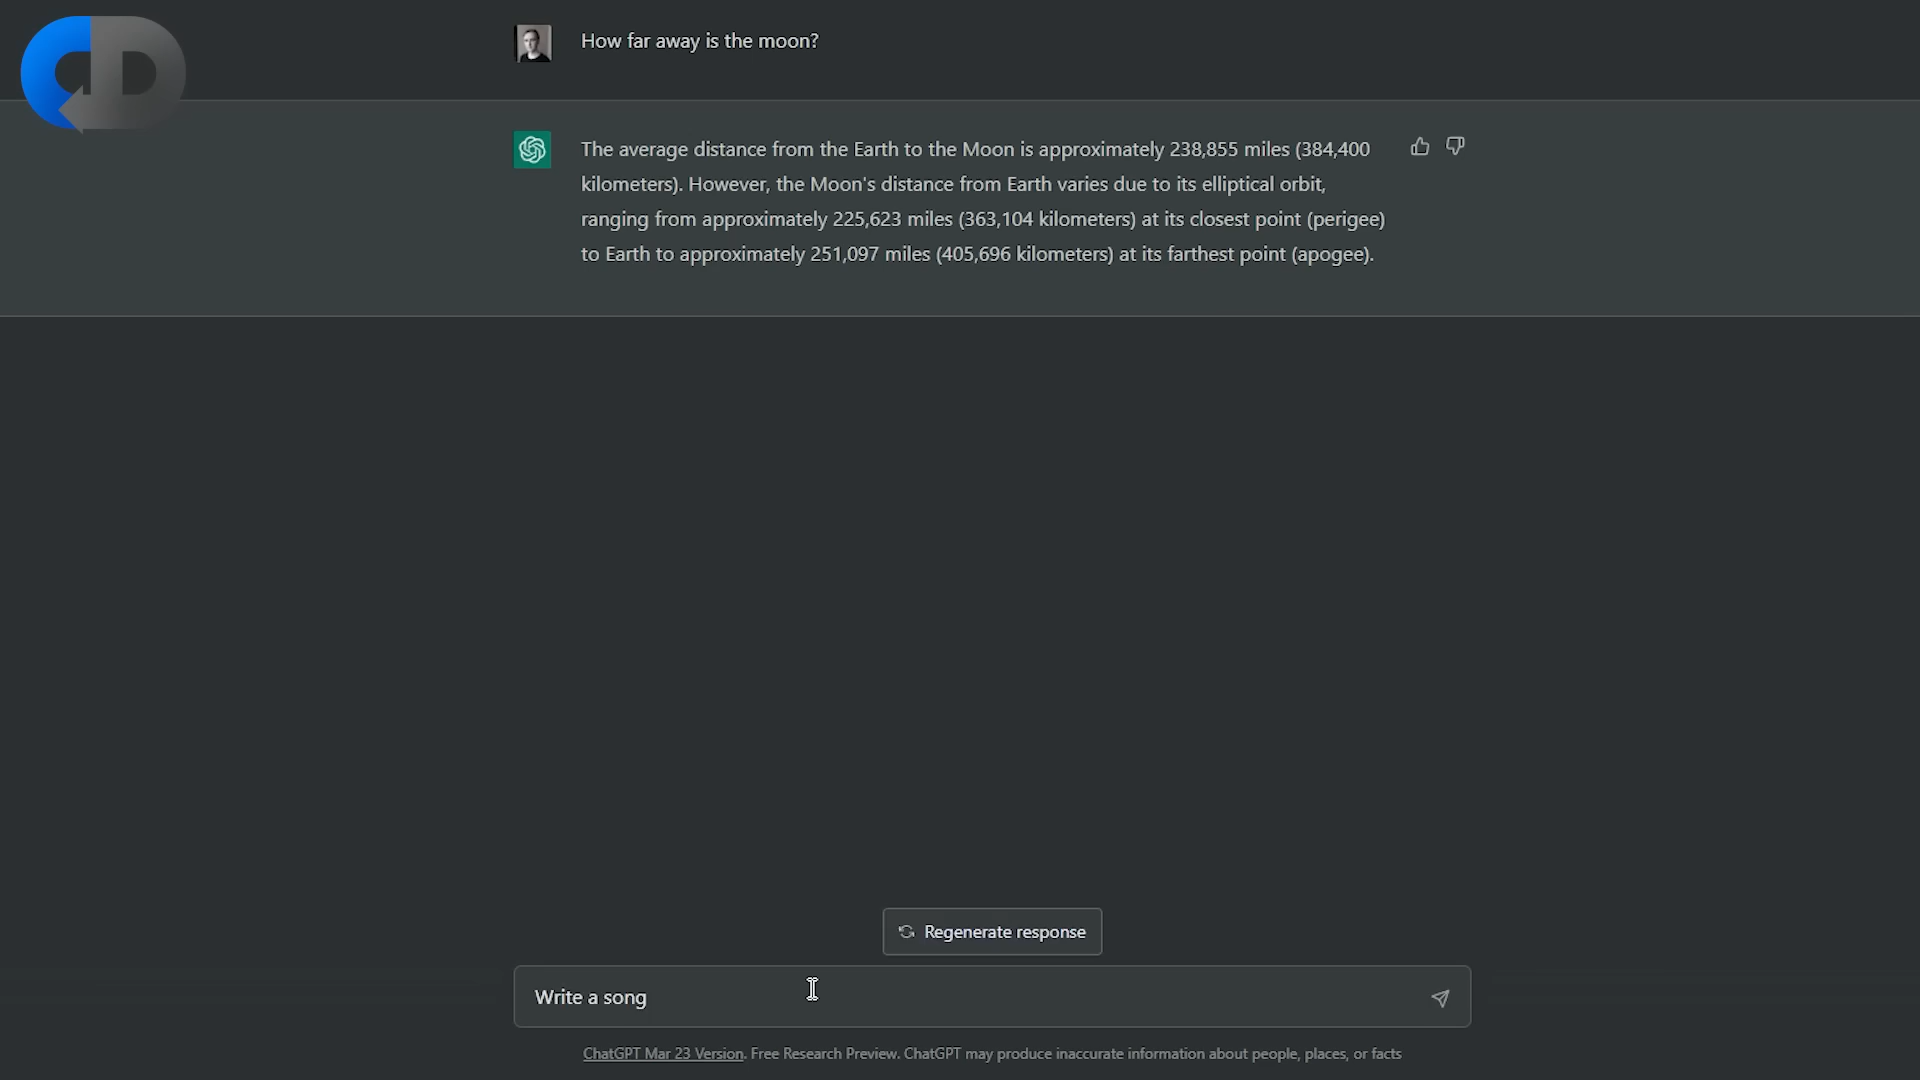 How far away is the moon?
The average distance from the Earth to the Moon is approximately 238,855 miles (384,400
kilometers). However, the Moon's distance from Earth varies due to its elliptical orbit,
ranging from approximately 225,623 miles (363,104 kilometers) at its closest point (perigee)
to Earth to approximately 251,097 miles (405,696 kilometers) at its farthest point (apogee).
Regenerate response
Write a song
ChatGPT Mar 23 Version. Free Research Preview. ChatGPT may produce inaccurate information about people, places, or facts